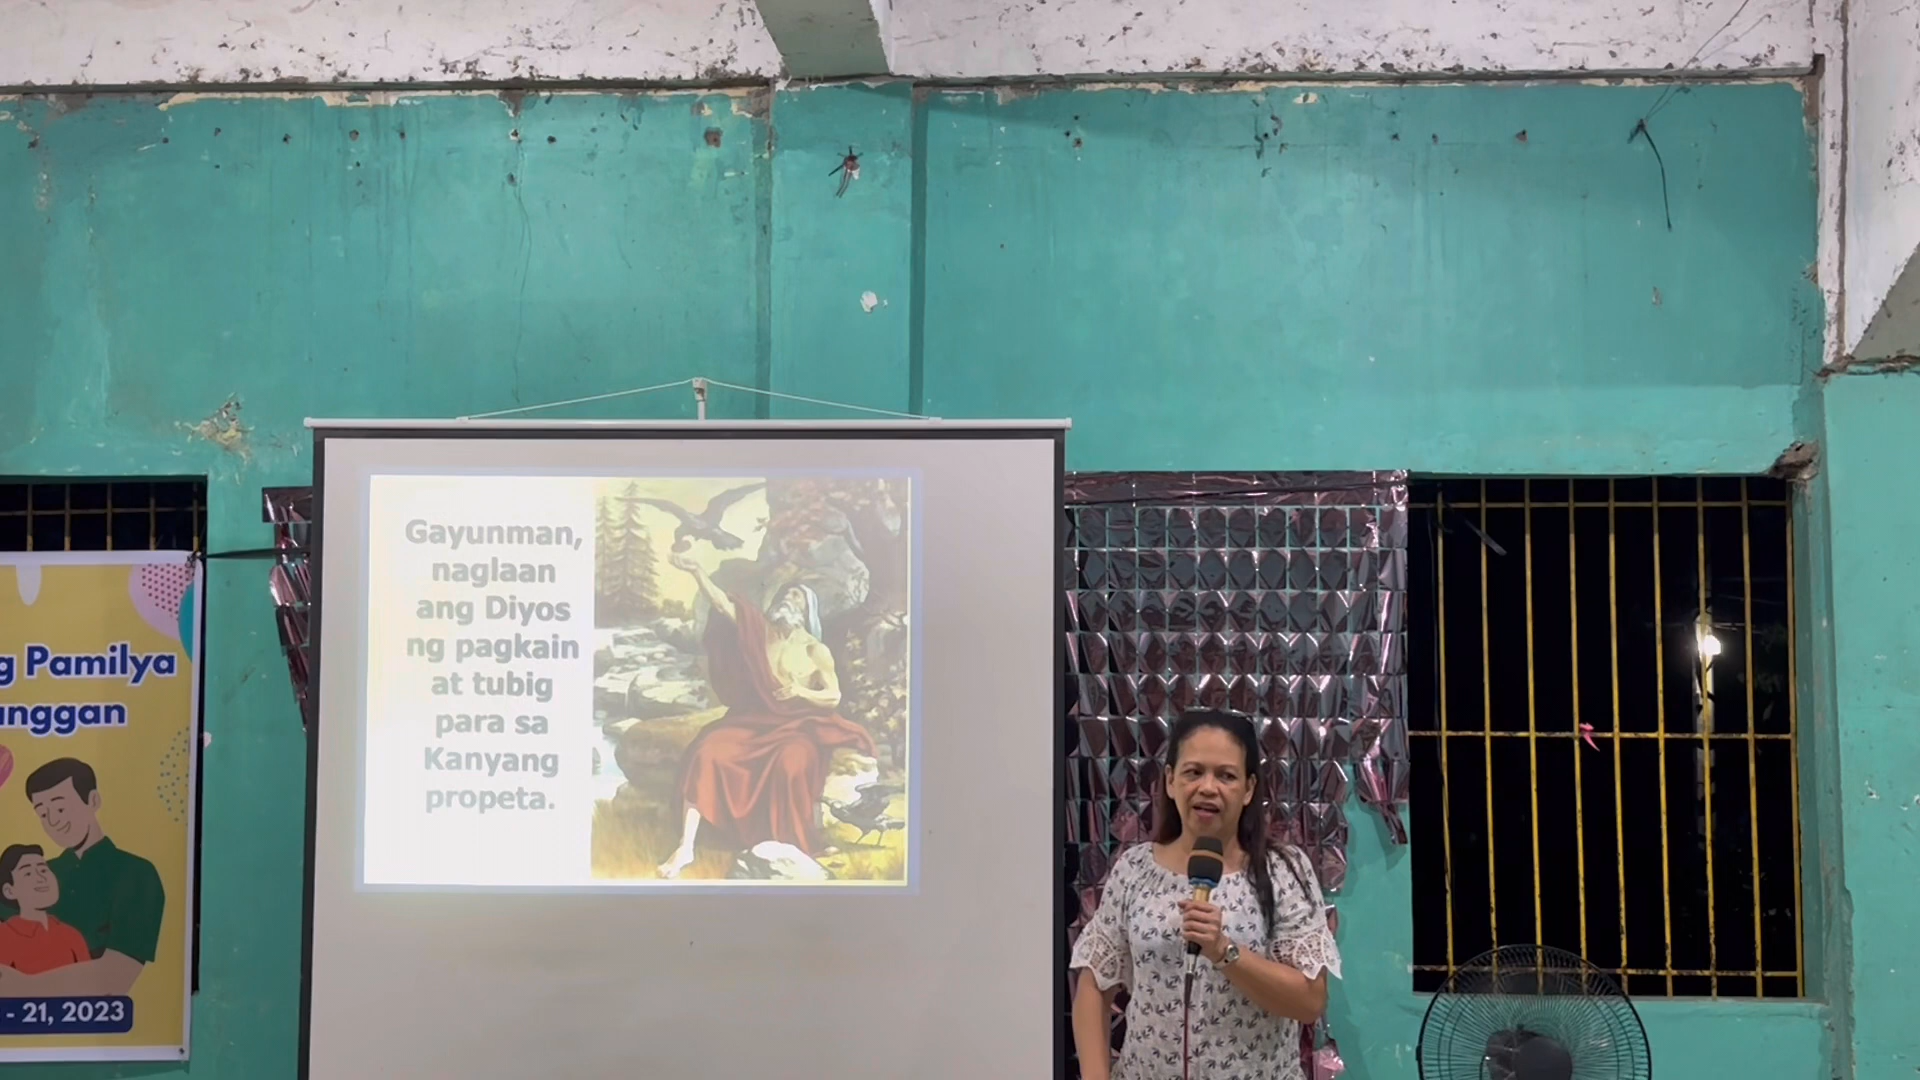 Gayunman,
naglaan
ang Diyos
ng pagkain
at tubig
para sa
Kanyang
propeta.
g Pamilya
anggan
- 21, 2023